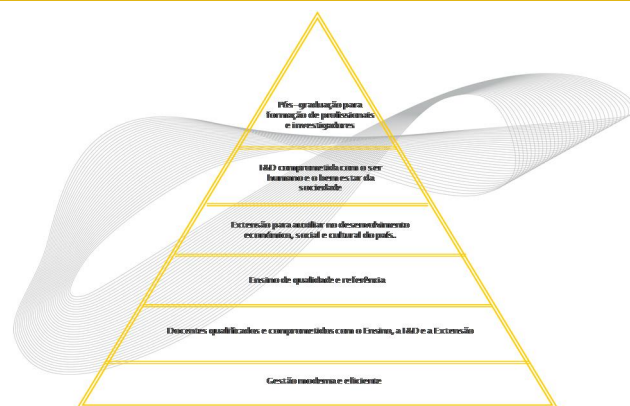 Pós-graduação para
formação de profissionais
e investigadores
I&D comprometida com o ser
humano e o bem estar da
sociedade
Extensão para auxiliar no desenvolvimento
económico, social e cultural do país.
Ensino de qualidade e referência
Docentes qualificados e comprometidos com o Ensino, a I&D e a Extensão
Gestão moderna e eficiente